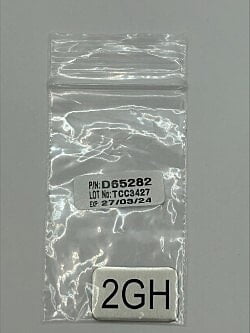 P/N:D65282
LOT No:TCC3427
EXP 27/03/24
2GH